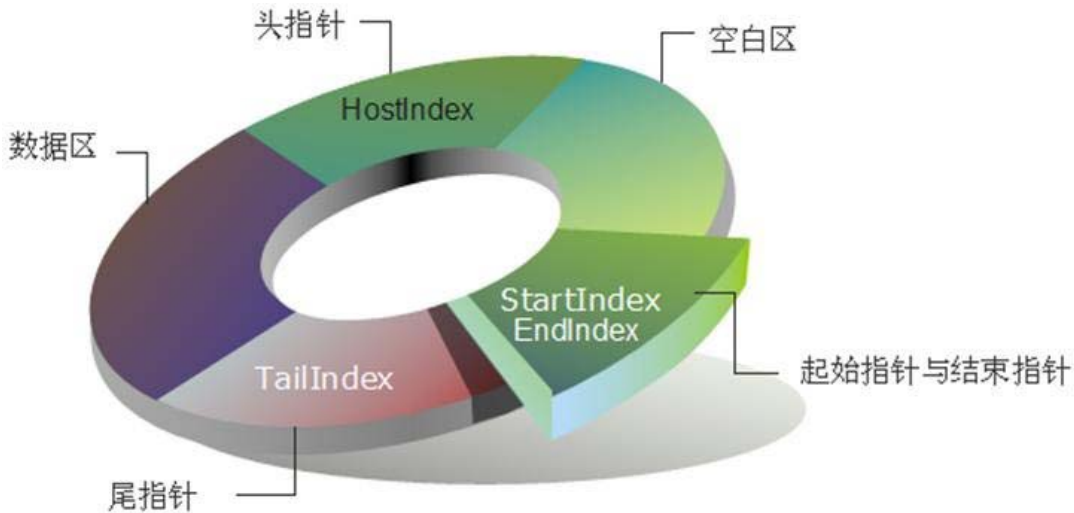 头指针
空白区
HostIndex
数据区
StartIndex
EndIndex
TailIndex
起始指针与结束指针
尾指针